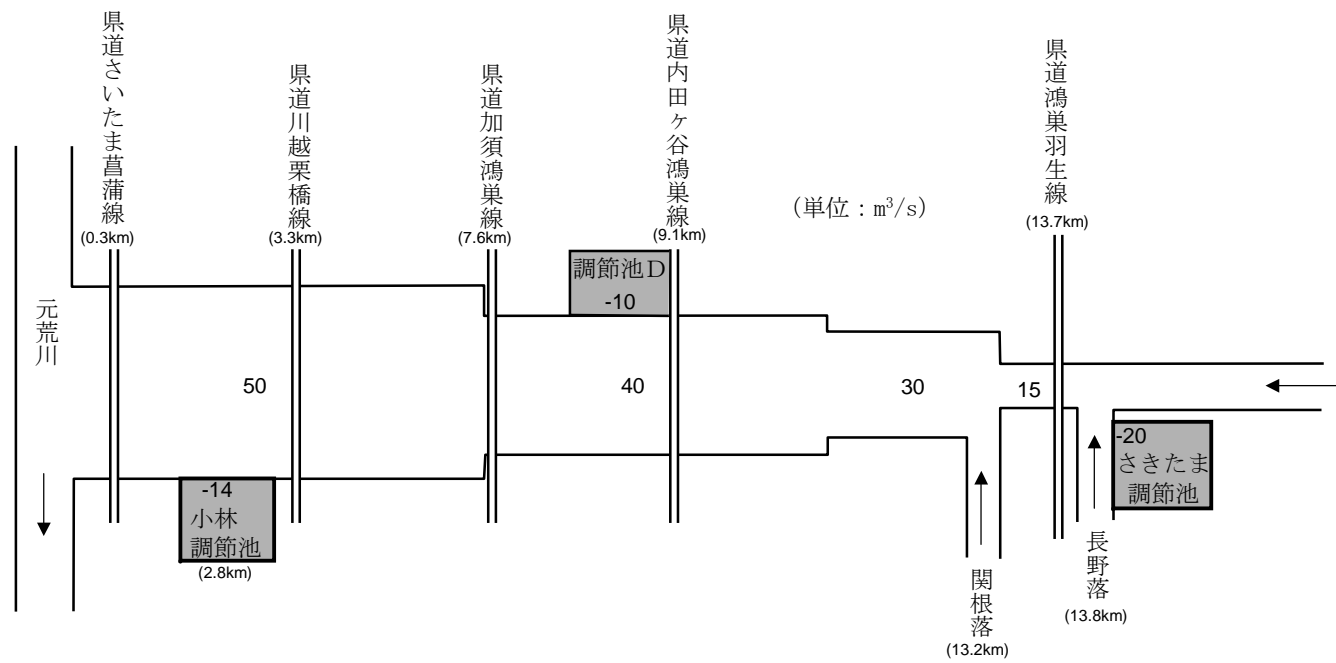 県道さいたま菖蒲線
(0.3km)
県道川越栗橋線
(3.3km)
県道加須鴻巣線
(7.6km)
県道内田ヶ谷鴻巣線
(9.1km)
(単位：m³/s)
県道鴻巣羽生線
(13.7km)
調節池D
-10
元荒川
50
40
30
15
-14
小林
調節池
(2.8km)
-20
さきたま
調節池
関根落
(13.2km)
長野落
(13.8km)